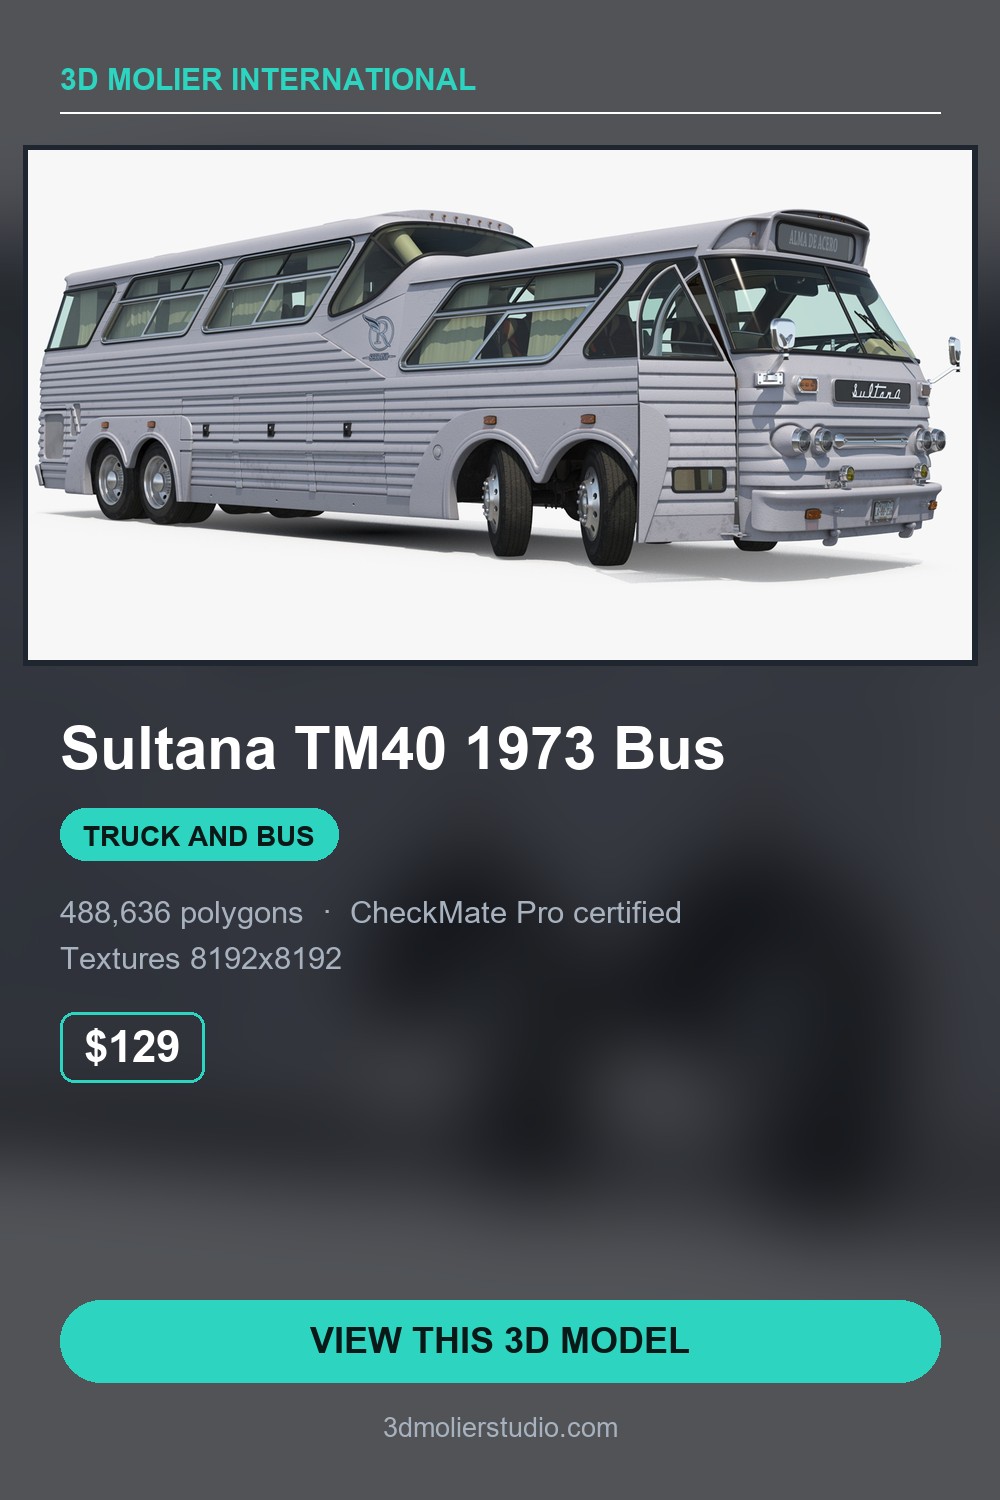 3D MOLIER INTERNATIONAL
ALMA DE ACERO
R
Sultana
Sultana TM40 1973 Bus
TRUCK AND BUS
488,636 polygons · CheckMate Pro certified
Textures 8192x8192
$129
VIEW THIS 3D MODEL
3dmolierstudio.com